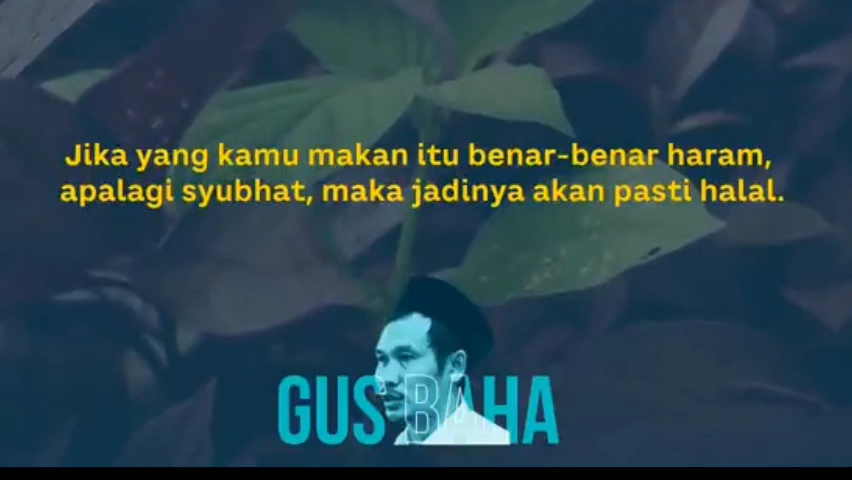 Jika yang kamu makan itu benar-benar haram,
apalagi syubhat, maka jadinya akan pasti halal.
GUS BAHA